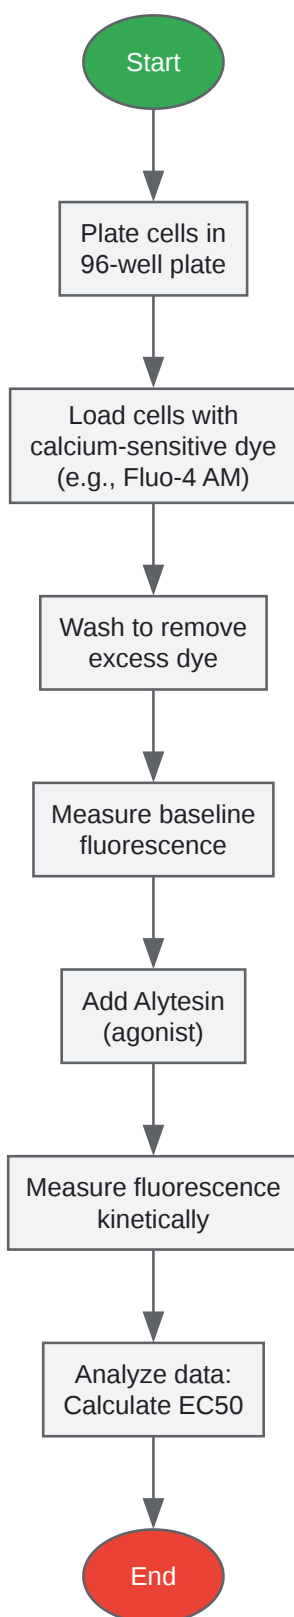 Start
Plate cells in
96-well plate
Load cells with
calcium-sensitive dye
(e.g., Fluo-4 AM)
Wash to remove
excess dye
Measure baseline
fluorescence
Add Alytesin
(agonist)
Measure fluorescence
kinetically
Analyze data:
Calculate EC50
End